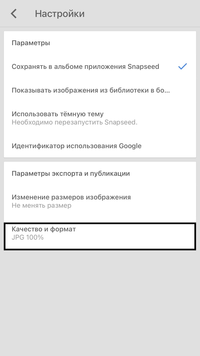 Настройки
Параметры
Сохранять в альбоме приложения Snapseed
Показывать изображения из библиотеки в бо...
Использовать тёмную тему
Необходимо перезапустить Snapseed.
Идентификатор использования Google
Параметры экспорта и публикации
Изменение размеров изображения
Не менять размер
Качество и формат
JPG 100%